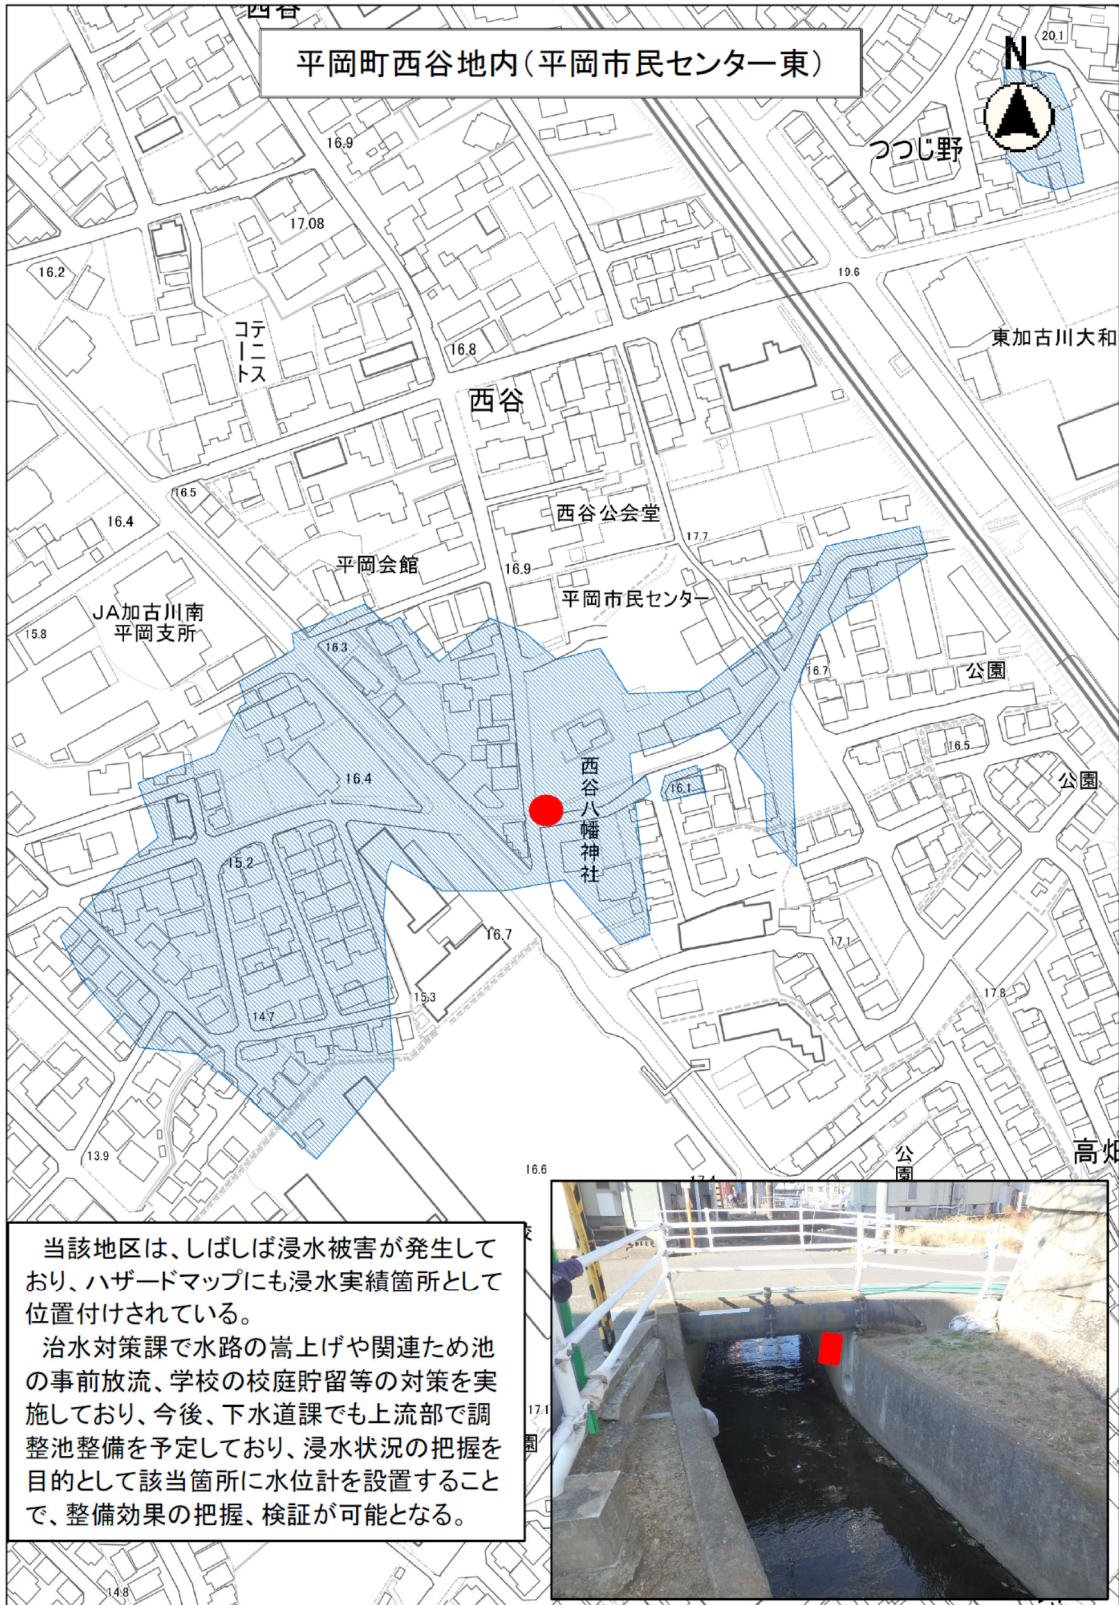 西谷
平岡町西谷地内(平岡市民センター東)
N
20.1
つつじ野
16.9
17.08
16.2
19.6
テニス
コート
16.8
東加古川大和
西谷
16.5
16.4
西谷公会堂
17.7
平岡会館
16.9
平岡市民センター
JA加古川南
平岡支所
15.8
16.3
16.7
公園
16.5
16.4
西谷八幡神社
16.1
公園
15.2
16.7
17.1
15.3
17.8
14.7
13.9
16.6
公園
高畑
17.4
当該地区は、しばしば浸水被害が発生して
おり、ハザードマップにも浸水実績箇所として
位置付けされている。
治水対策課で水路の嵩上げや関連ため池
の事前放流、学校の校庭貯留等の対策を実
施しており、今後、下水道課でも上流部で調
整池整備を予定しており、浸水状況の把握を
目的として該当箇所に水位計を設置すること
で、整備効果の把握、検証が可能となる。
17.1
園
14.8